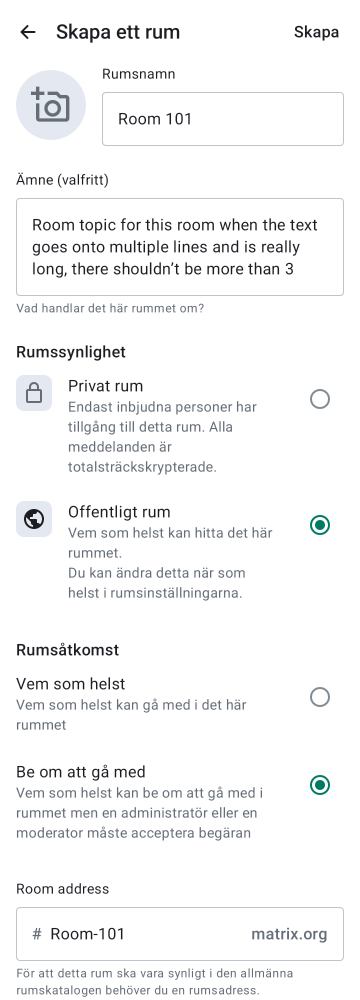 Skapa ett rum
Skapa
Rumsnamn
Room 101
Ämne (valfritt)
Room topic for this room when the text
goes onto multiple lines and is really
long, there shouldn’t be more than 3
Vad handlar det här rummet om?
Rumssynlighet
Privat rum
Endast inbjudna personer har
tillgång till detta rum. Alla
meddelanden är
totalsträckskrypterade.
Offentligt rum
Vem som helst kan hitta det här
rummet.
Du kan ändra detta när som
helst i rumsinställningarna.
Rumsåtkomst
Vem som helst
Vem som helst kan gå med i det här
rummet
Be om att gå med
Vem som helst kan be om att gå med i
rummet men en administratör eller en
moderator måste acceptera begäran
Room address
# Room-101 matrix.org
För att detta rum ska vara synligt i den allmänna
rumskatalogen behöver du en rumsadress.